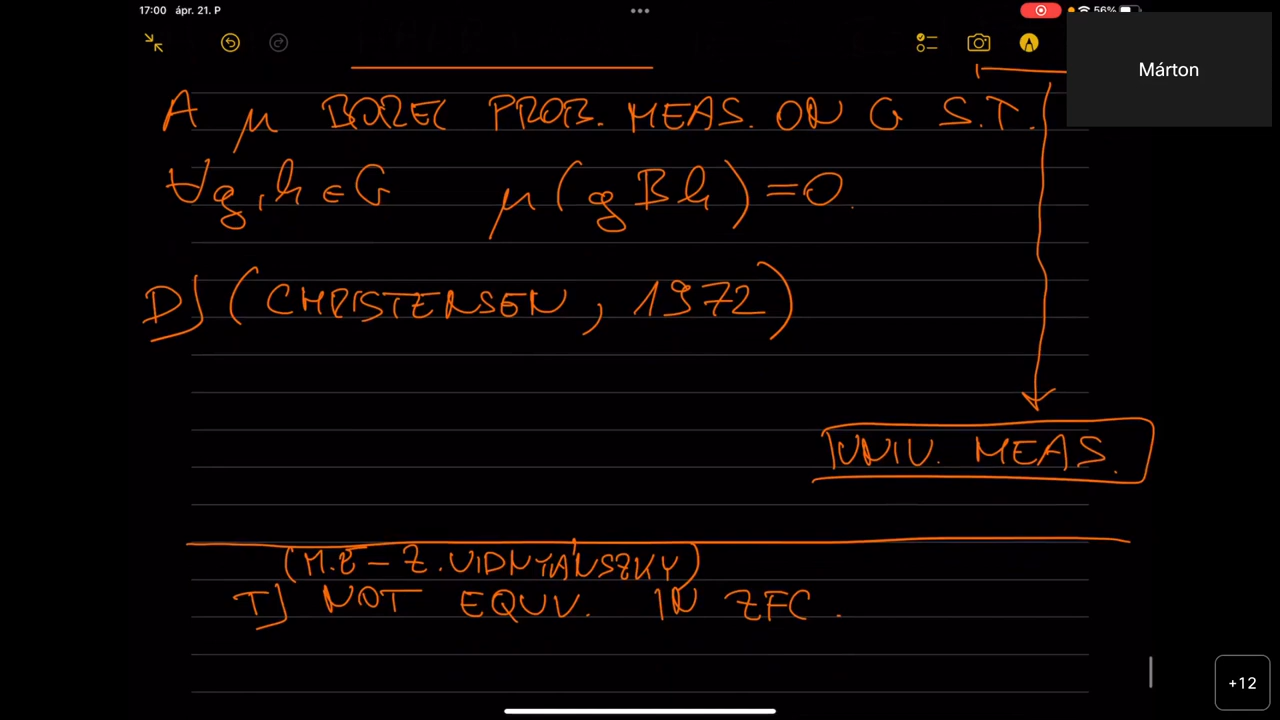 17:00 ápr. 21. P
56%
Márton
A μ BOREL PROB. MEAS. ON G S.T.
∀g,h∈G μ(gBh)=0.
D] (CHRISTENSEN, 1972)
UNIV. MEAS.
(M.E – Z. VIDNYÁNSZKY)
T] NOT EQUV. IN ZFC.
+12